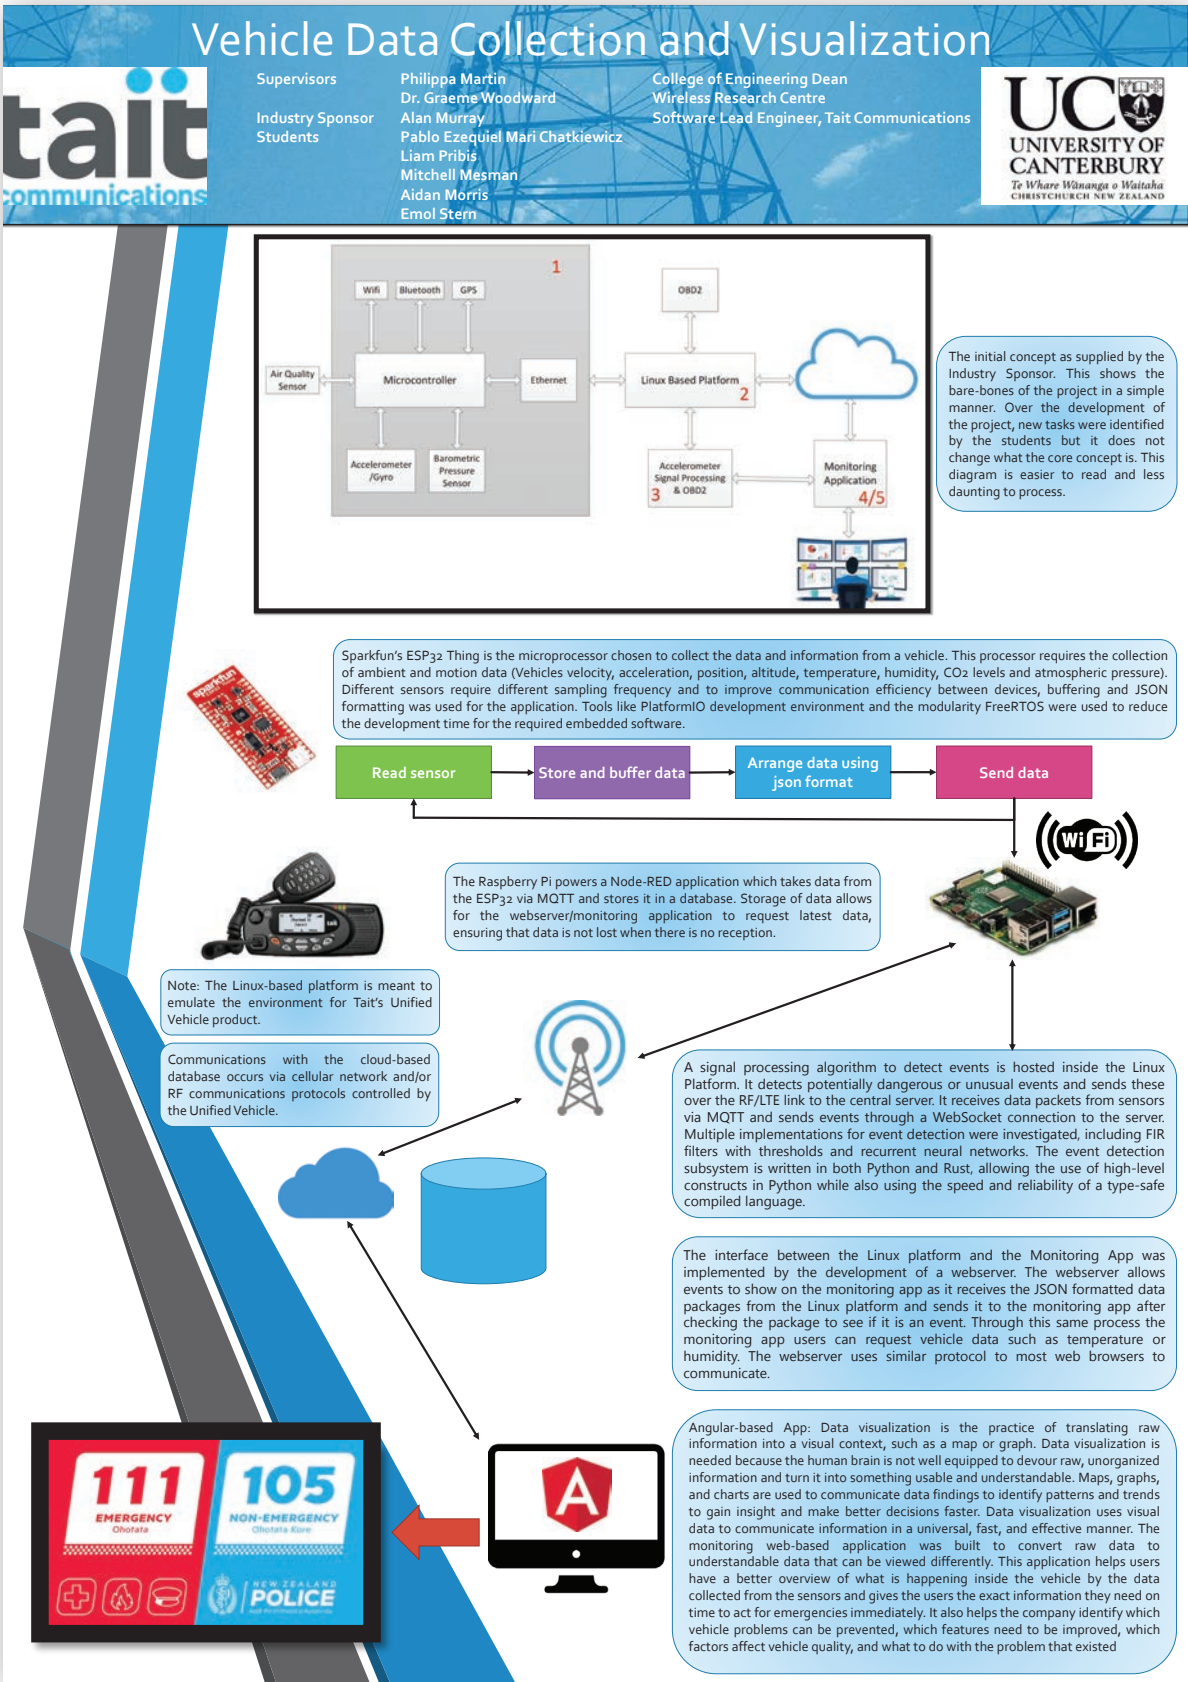 Vehicle Data Collection and Visualization
tait
communications
Supervisors
Philippa Martin
College of Engineering Dean
Dr. Graeme Woodward
Wireless Research Centre
Industry Sponsor
Alan Murray
Software Lead Engineer, Tait Communications
Students
Pablo Ezequiel Mari Chatkiewicz
Liam Pribis
Mitchell Mesman
Aidan Morris
Emol Stern
UC
UNIVERSITY OF
CANTERBURY
Te Whare Wānanga o Waitaha
CHRISTCHURCH NEW ZEALAND
1
Wifi
Bluetooth
GPS
OBD2
Air Quality
Sensor
Microcontroller
Ethernet
Linux Based Platform
2
Accelerometer
/Gyro
Barometric
Pressure
Sensor
Accelerometer
Signal Processing
& OBD2
3
Monitoring
Application
4/5
The initial concept as supplied by the
Industry Sponsor. This shows the
bare-bones of the project in a simple
manner. Over the development of
the project, new tasks were identified
by the students but it does not
change what the core concept is. This
diagram is easier to read and less
daunting to process.
sparkfun
Sparkfun's ESP32 Thing is the microprocessor chosen to collect the data and information from a vehicle. This processor requires the collection
of ambient and motion data (Vehicles velocity, acceleration, position, altitude, temperature, humidity, CO2 levels and atmospheric pressure).
Different sensors require different sampling frequency and to improve communication efficiency between devices, buffering and JSON
formatting was used for the application. Tools like PlatformIO development environment and the modularity FreeRTOS were used to reduce
the development time for the required embedded software.
Read sensor
Store and buffer data
Arrange data using
json format
Send data
Wi Fi
The Raspberry Pi powers a Node-RED application which takes data from
the ESP32 via MQTT and stores it in a database. Storage of data allows
for the webserver/monitoring application to request latest data,
ensuring that data is not lost when there is no reception.
tait
Note: The Linux-based platform is meant to
emulate the environment for Tait's Unified
Vehicle product.
Communications with the cloud-based
database occurs via cellular network and/or
RF communications protocols controlled by
the Unified Vehicle.
A signal processing algorithm to detect events is hosted inside the Linux
Platform. It detects potentially dangerous or unusual events and sends these
over the RF/LTE link to the central server. It receives data packets from sensors
via MQTT and sends events through a WebSocket connection to the server.
Multiple implementations for event detection were investigated, including FIR
filters with thresholds and recurrent neural networks. The event detection
subsystem is written in both Python and Rust, allowing the use of high-level
constructs in Python while also using the speed and reliability of a type-safe
compiled language.
The interface between the Linux platform and the Monitoring App was
implemented by the development of a webserver. The webserver allows
events to show on the monitoring app as it receives the JSON formatted data
packages from the Linux platform and sends it to the monitoring app after
checking the package to see if it is an event. Through this same process the
monitoring app users can request vehicle data such as temperature or
humidity. The webserver uses similar protocol to most web browsers to
communicate.
Angular-based App: Data visualization is the practice of translating raw
information into a visual context, such as a map or graph. Data visualization is
needed because the human brain is not well equipped to devour raw, unorganized
information and turn it into something usable and understandable. Maps, graphs,
and charts are used to communicate data findings to identify patterns and trends
to gain insight and make better decisions faster. Data visualization uses visual
data to communicate information in a universal, fast, and effective manner. The
monitoring web-based application was built to convert raw data to
understandable data that can be viewed differently. This application helps users
have a better overview of what is happening inside the vehicle by the data
collected from the sensors and gives the users the exact information they need on
time to act for emergencies immediately. It also helps the company identify which
vehicle problems can be prevented, which features need to be improved, which
factors affect vehicle quality, and what to do with the problem that existed
A
111
EMERGENCY
Ohotata
105
NON-EMERGENCY
Ohotata Kore
NEW ZEALAND
POLICE